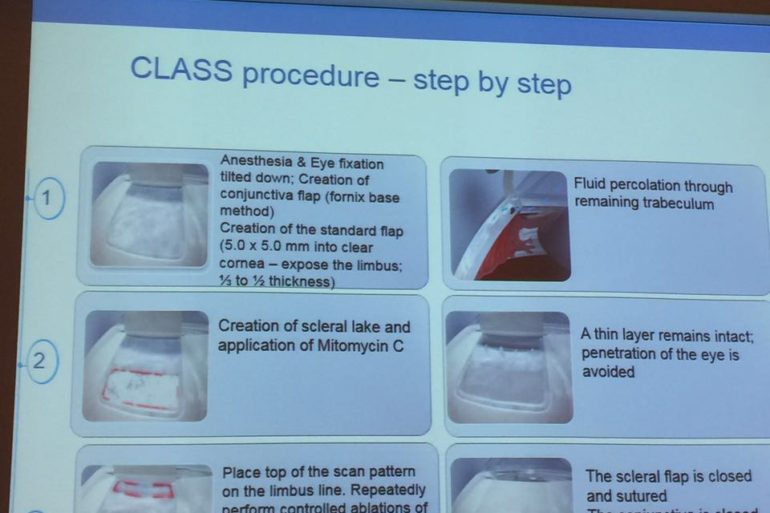 CLASS procedure – step by step
1
Anesthesia & Eye fixation
tilted down; Creation of
conjunctiva flap (fornix base
method)
Creation of the standard flap
(5.0 x 5.0 mm into clear
cornea – expose the limbus;
⅓ to ½ thickness)
Fluid percolation through
remaining trabeculum
2
Creation of scleral lake and
application of Mitomycin C
A thin layer remains intact;
penetration of the eye is
avoided
Place top of the scan pattern
on the limbus line. Repeatedly
perform controlled ablations of
The scleral flap is closed
and sutured
The conjunctiva is closed